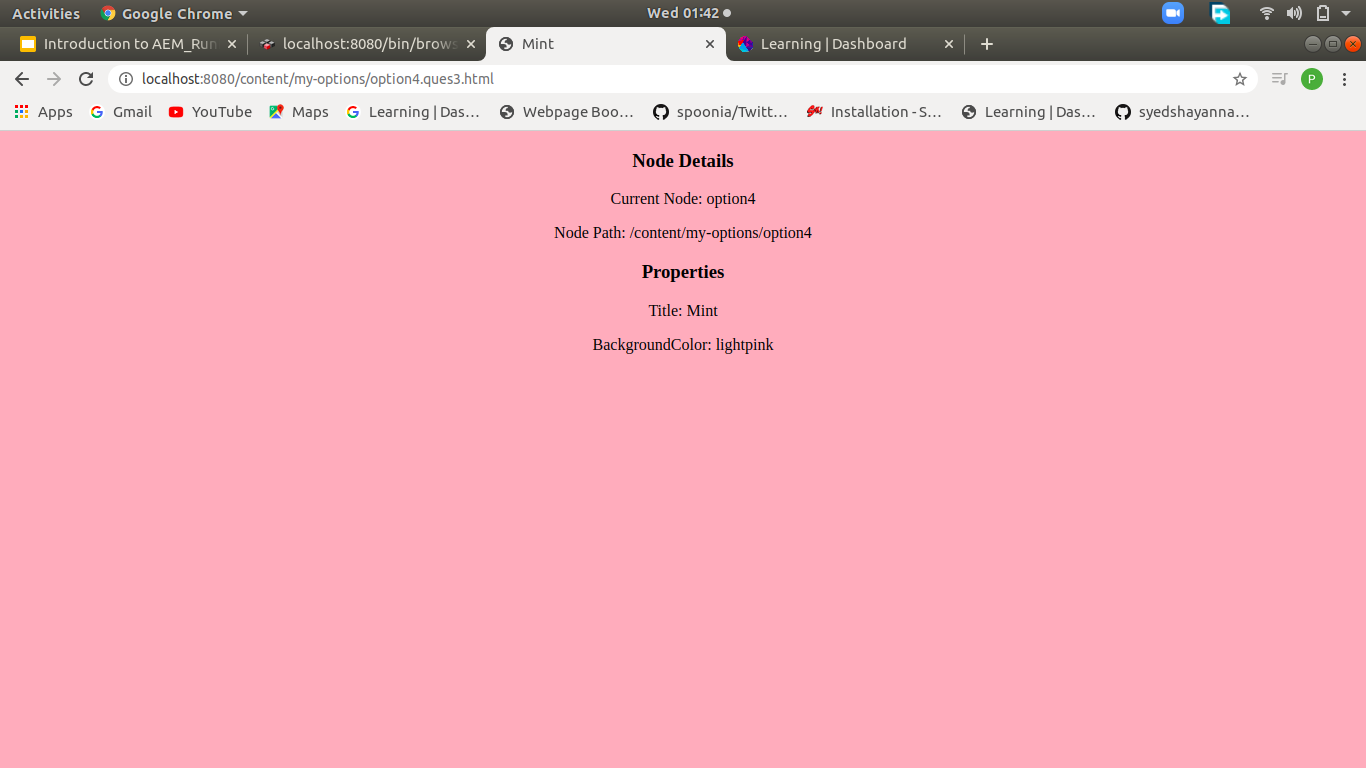 Activities Google Chrome Wed 01:42
Introduction to AEM_Run localhost:8080/bin/brows Mint Learning | Dashboard
localhost:8080/content/my-options/option4.ques3.html P
Apps Gmail YouTube Maps Learning | Das… Webpage Boo… spoonia/Twitt… Installation - S… Learning | Das… syedshayanna…
Node Details
Current Node: option4
Node Path: /content/my-options/option4
Properties
Title: Mint
BackgroundColor: lightpink